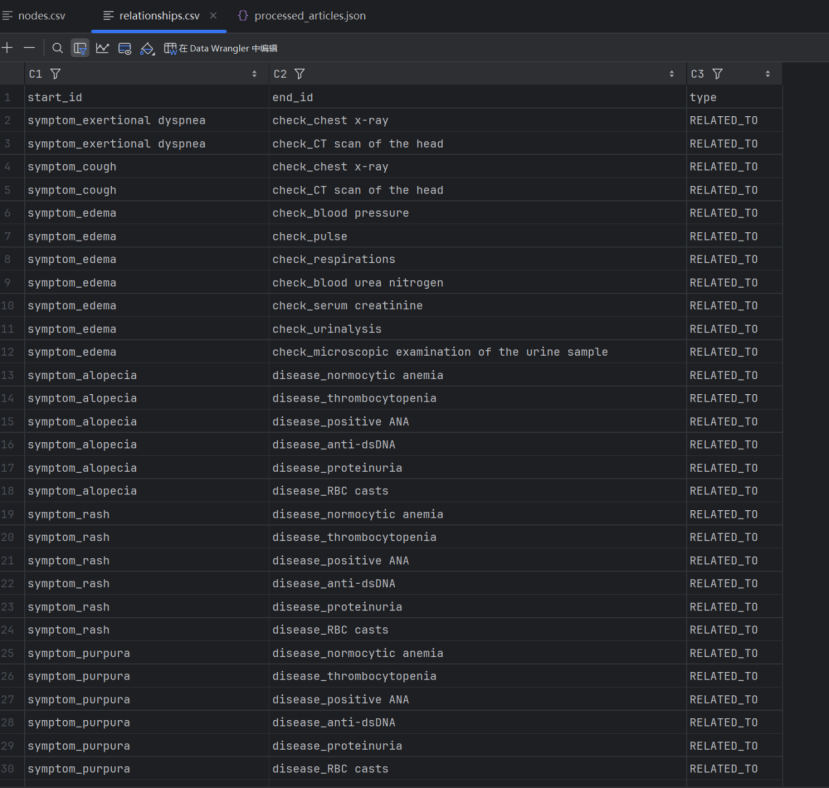 nodes.csv relationships.csv × {} processed_articles.json
在 Data Wrangler 中编辑
C1 C2 C3
1 start_id end_id type
2 symptom_exertional dyspnea check_chest x-ray RELATED_TO
3 symptom_exertional dyspnea check_CT scan of the head RELATED_TO
4 symptom_cough check_chest x-ray RELATED_TO
5 symptom_cough check_CT scan of the head RELATED_TO
6 symptom_edema check_blood pressure RELATED_TO
7 symptom_edema check_pulse RELATED_TO
8 symptom_edema check_respirations RELATED_TO
9 symptom_edema check_blood urea nitrogen RELATED_TO
10 symptom_edema check_serum creatinine RELATED_TO
11 symptom_edema check_urinalysis RELATED_TO
12 symptom_edema check_microscopic examination of the urine sample RELATED_TO
13 symptom_alopecia disease_normocytic anemia RELATED_TO
14 symptom_alopecia disease_thrombocytopenia RELATED_TO
15 symptom_alopecia disease_positive ANA RELATED_TO
16 symptom_alopecia disease_anti-dsDNA RELATED_TO
17 symptom_alopecia disease_proteinuria RELATED_TO
18 symptom_alopecia disease_RBC casts RELATED_TO
19 symptom_rash disease_normocytic anemia RELATED_TO
20 symptom_rash disease_thrombocytopenia RELATED_TO
21 symptom_rash disease_positive ANA RELATED_TO
22 symptom_rash disease_anti-dsDNA RELATED_TO
23 symptom_rash disease_proteinuria RELATED_TO
24 symptom_rash disease_RBC casts RELATED_TO
25 symptom_purpura disease_normocytic anemia RELATED_TO
26 symptom_purpura disease_thrombocytopenia RELATED_TO
27 symptom_purpura disease_positive ANA RELATED_TO
28 symptom_purpura disease_anti-dsDNA RELATED_TO
29 symptom_purpura disease_proteinuria RELATED_TO
30 symptom_purpura disease_RBC casts RELATED_TO